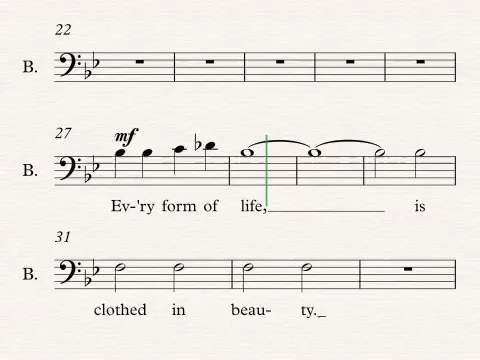 22
B.
27
mf
B.
Ev-'ry form of life,_ is
31
B.
clothed in beau- ty._